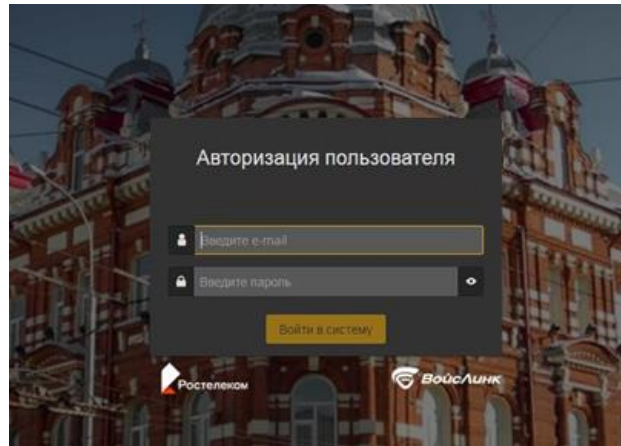 Авторизация пользователя
Введите e-mail
Введите пароль
Войти в систему
Ростелеком
ВойсЛинк